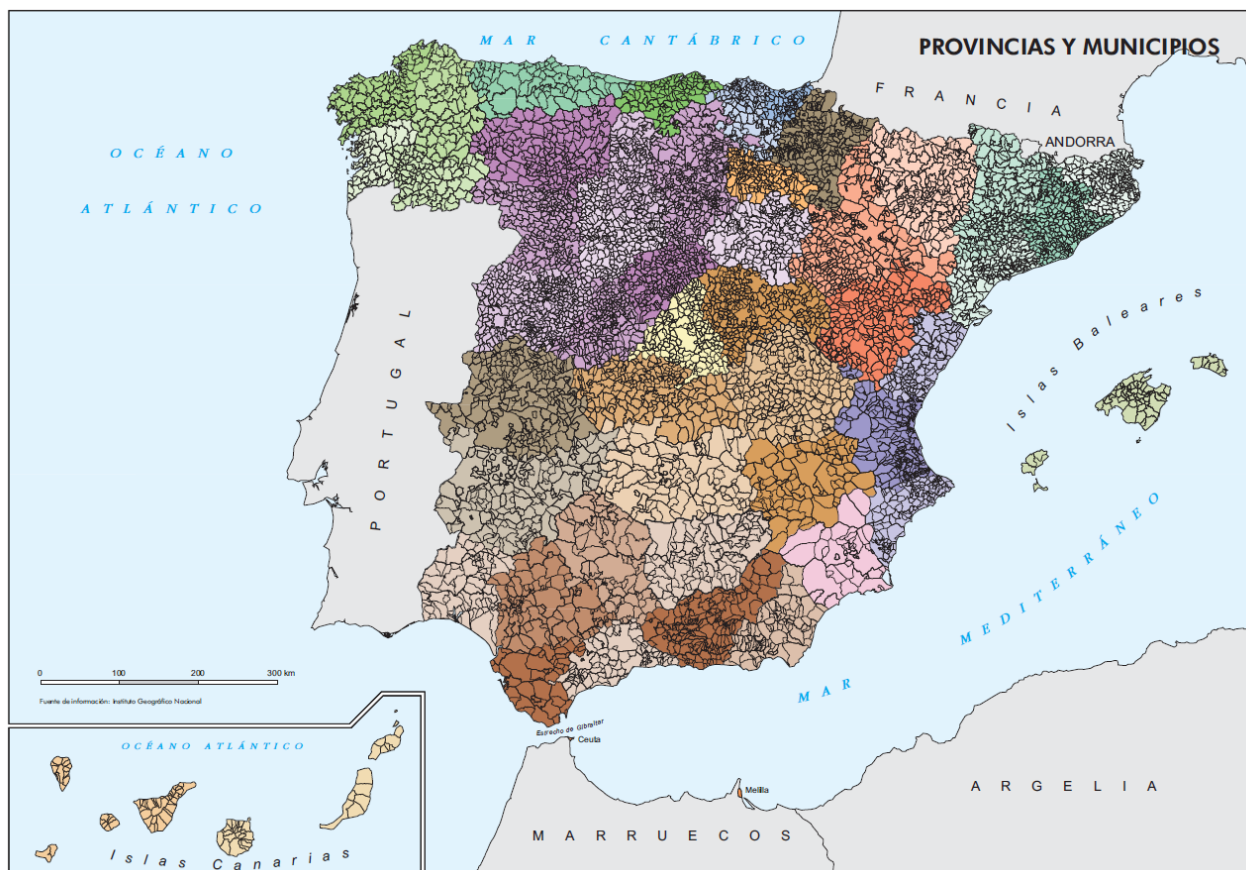 MAR CANTÁBRICO
PROVINCIAS Y MUNICIPIOS
FRANCIA
ANDORRA
OCÉANO
ATLÁNTICO
PORTUGAL
Islas Baleares
MAR MEDITERRÁNEO
0 100 200 300 km
Fuente de información: Instituto Geográfico Nacional
Estrecho de Gibraltar
Ceuta
Melilla
OCÉANO ATLÁNTICO
Islas Canarias
MARRUECOS
ARGELIA